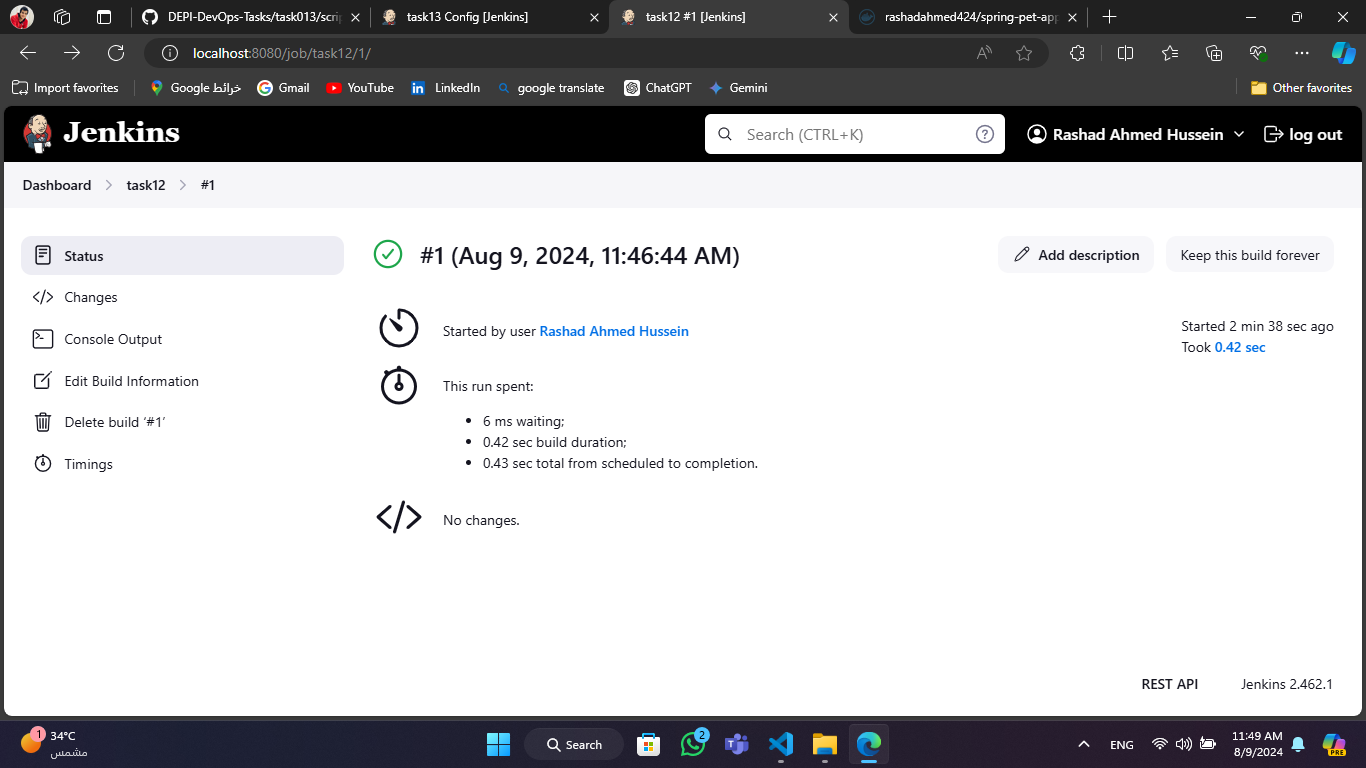 DEPI-DevOps-Tasks/task013/scrip
task13 Config [Jenkins]
task12 #1 [Jenkins]
rashadahmed424/spring-pet-app
localhost:8080/job/task12/1/
Import favorites
Google خرائط
Gmail
YouTube
LinkedIn
google translate
ChatGPT
Gemini
Other favorites
Jenkins
Search (CTRL+K)
?
Rashad Ahmed Hussein
log out
Dashboard
task12
#1
Status
Changes
Console Output
Edit Build Information
Delete build ‘#1’
Timings
#1 (Aug 9, 2024, 11:46:44 AM)
Add description
Keep this build forever
Started by user Rashad Ahmed Hussein
Started 2 min 38 sec ago
Took 0.42 sec
This run spent:
6 ms waiting;
0.42 sec build duration;
0.43 sec total from scheduled to completion.
No changes.
REST API
Jenkins 2.462.1
1
34°C
مشمس
Search
2
ENG
11:49 AM
8/9/2024
PRE